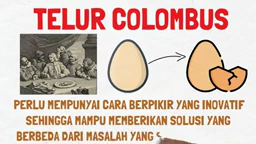 TELUR COLOMBUS
PERLU MEMPUNYAI CARA BERPIKIR YANG INOVATIF
SEHINGGA MAMPU MEMBERIKAN SOLUSI YANG
BERBEDA DARI MASALAH YANG